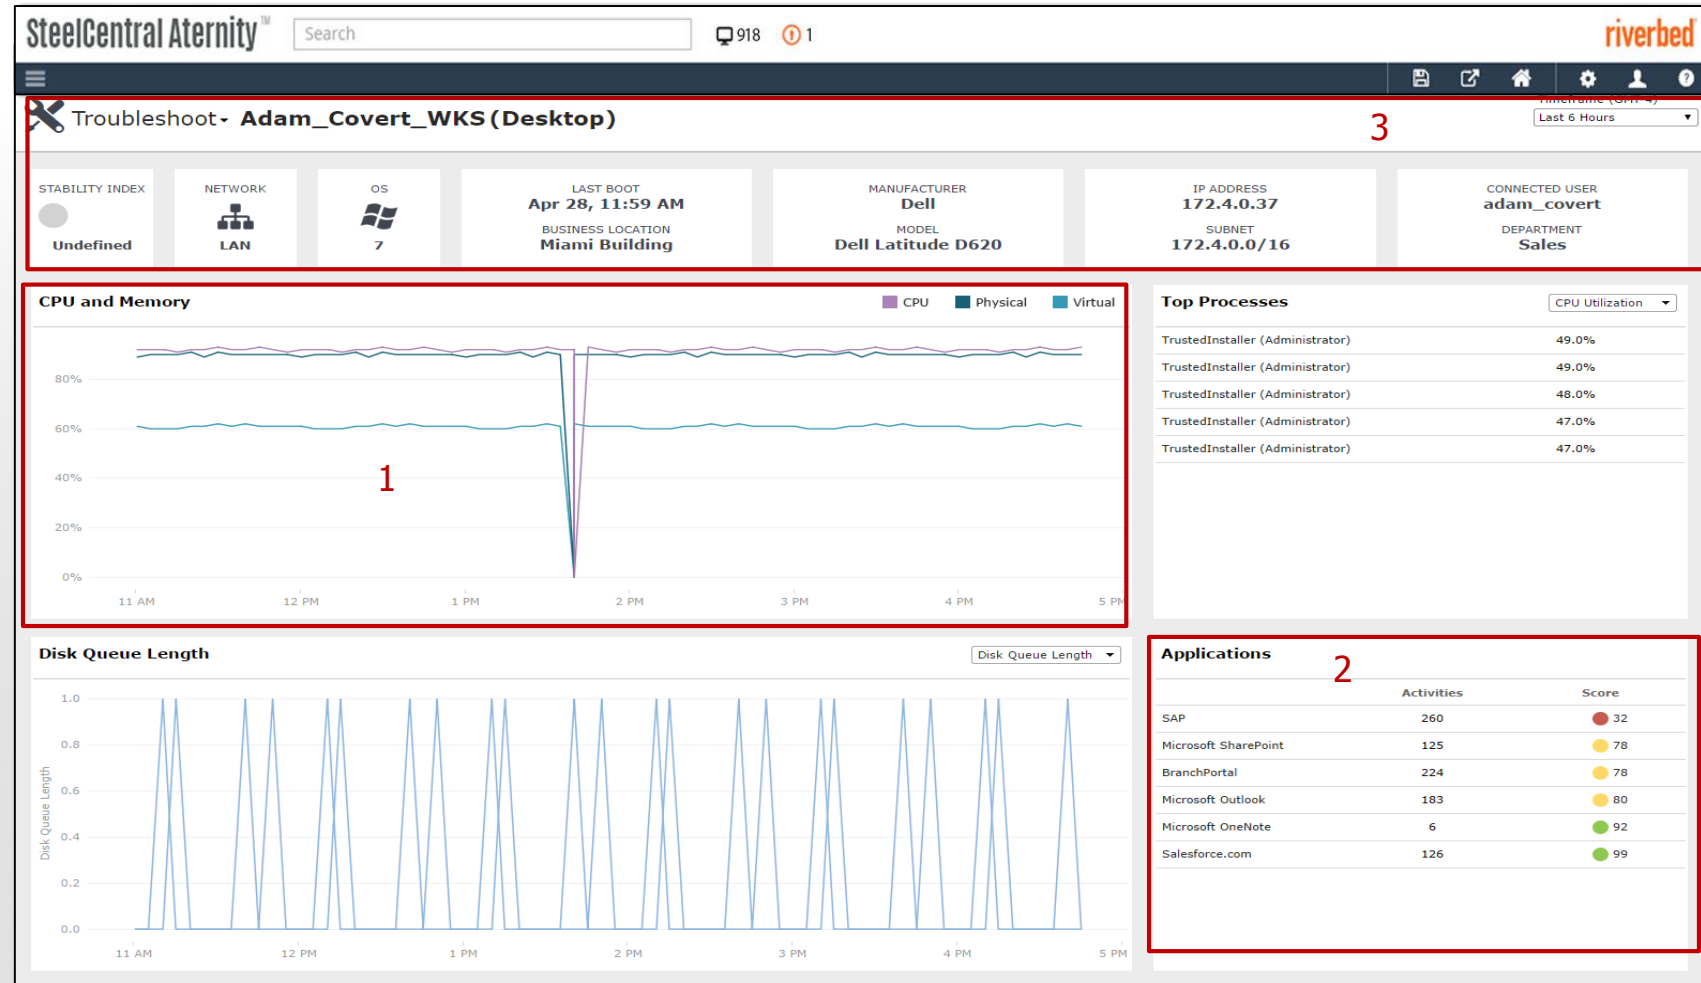 SteelCentral Aternity™
Search
918
1
riverbed
Troubleshoot Adam_Covert_WKS (Desktop)
3
Timeframe (GMT-4)
Last 6 Hours
STABILITY INDEX
Undefined
NETWORK
LAN
OS
7
LAST BOOT
Apr 28, 11:59 AM
BUSINESS LOCATION
Miami Building
MANUFACTURER
Dell
MODEL
Dell Latitude D620
IP ADDRESS
172.4.0.37
SUBNET
172.4.0.0/16
CONNECTED USER
adam_covert
DEPARTMENT
Sales
CPU and Memory
CPU Physical Virtual
80%
60%
40%
20%
0%
1
11 AM 12 PM 1 PM 2 PM 3 PM 4 PM 5 PM
Top Processes
CPU Utilization
TrustedInstaller (Administrator) 49.0%
TrustedInstaller (Administrator) 49.0%
TrustedInstaller (Administrator) 48.0%
TrustedInstaller (Administrator) 47.0%
TrustedInstaller (Administrator) 47.0%
Disk Queue Length
Disk Queue Length
Disk Queue Length
1.0
0.8
0.6
0.4
0.2
0.0
11 AM 12 PM 1 PM 2 PM 3 PM 4 PM 5 PM
Applications
2
Activities Score
SAP 260 32
Microsoft SharePoint 125 78
BranchPortal 224 78
Microsoft Outlook 183 80
Microsoft OneNote 6 92
Salesforce.com 126 99